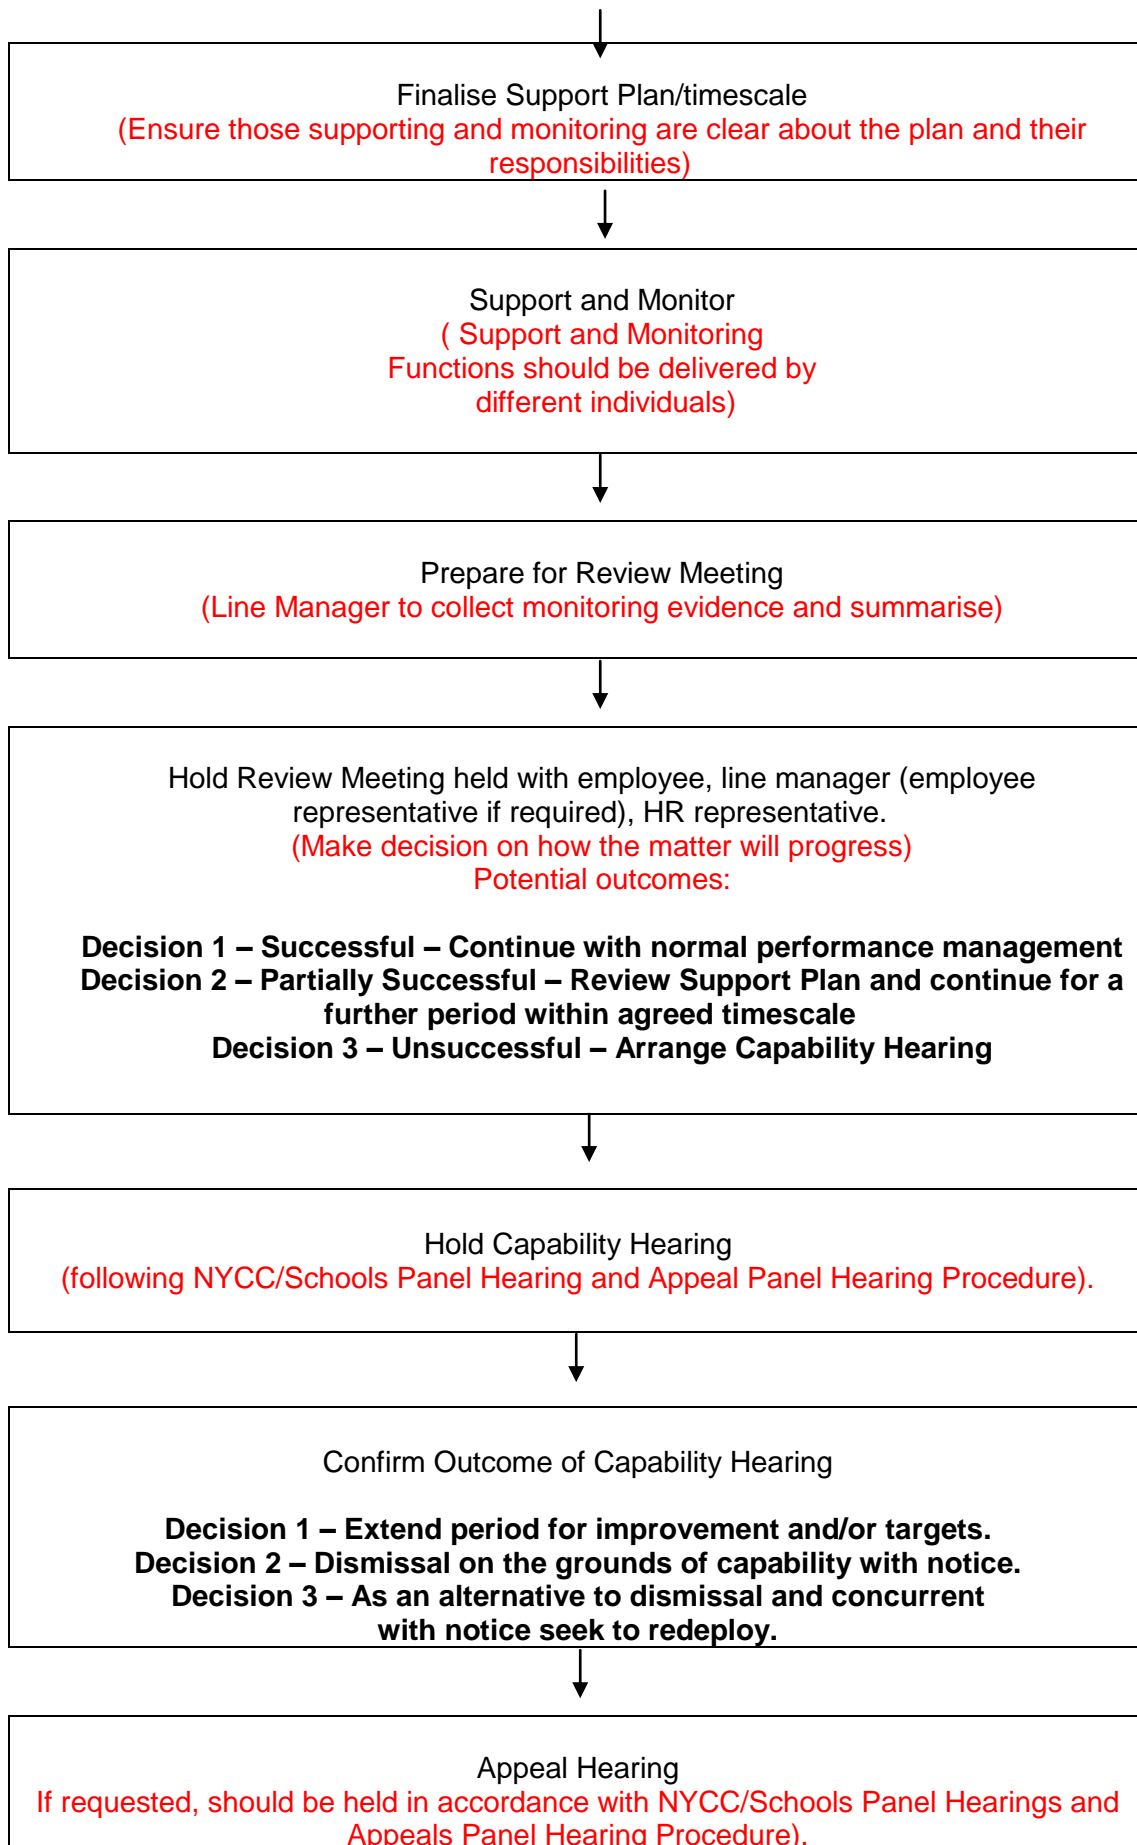 Finalise Support Plan/timescale
(Ensure those supporting and monitoring are clear about the plan and their
responsibilities)
Support and Monitor
( Support and Monitoring
Functions should be delivered by
different individuals)
Prepare for Review Meeting
(Line Manager to collect monitoring evidence and summarise)
Hold Review Meeting held with employee, line manager (employee
representative if required), HR representative.
(Make decision on how the matter will progress)
Potential outcomes:
Decision 1 – Successful – Continue with normal performance management
Decision 2 – Partially Successful – Review Support Plan and continue for a
further period within agreed timescale
Decision 3 – Unsuccessful – Arrange Capability Hearing
Hold Capability Hearing
(following NYCC/Schools Panel Hearing and Appeal Panel Hearing Procedure).
Confirm Outcome of Capability Hearing
Decision 1 – Extend period for improvement and/or targets.
Decision 2 – Dismissal on the grounds of capability with notice.
Decision 3 – As an alternative to dismissal and concurrent
with notice seek to redeploy.
Appeal Hearing
If requested, should be held in accordance with NYCC/Schools Panel Hearings and
Appeals Panel Hearing Procedure).